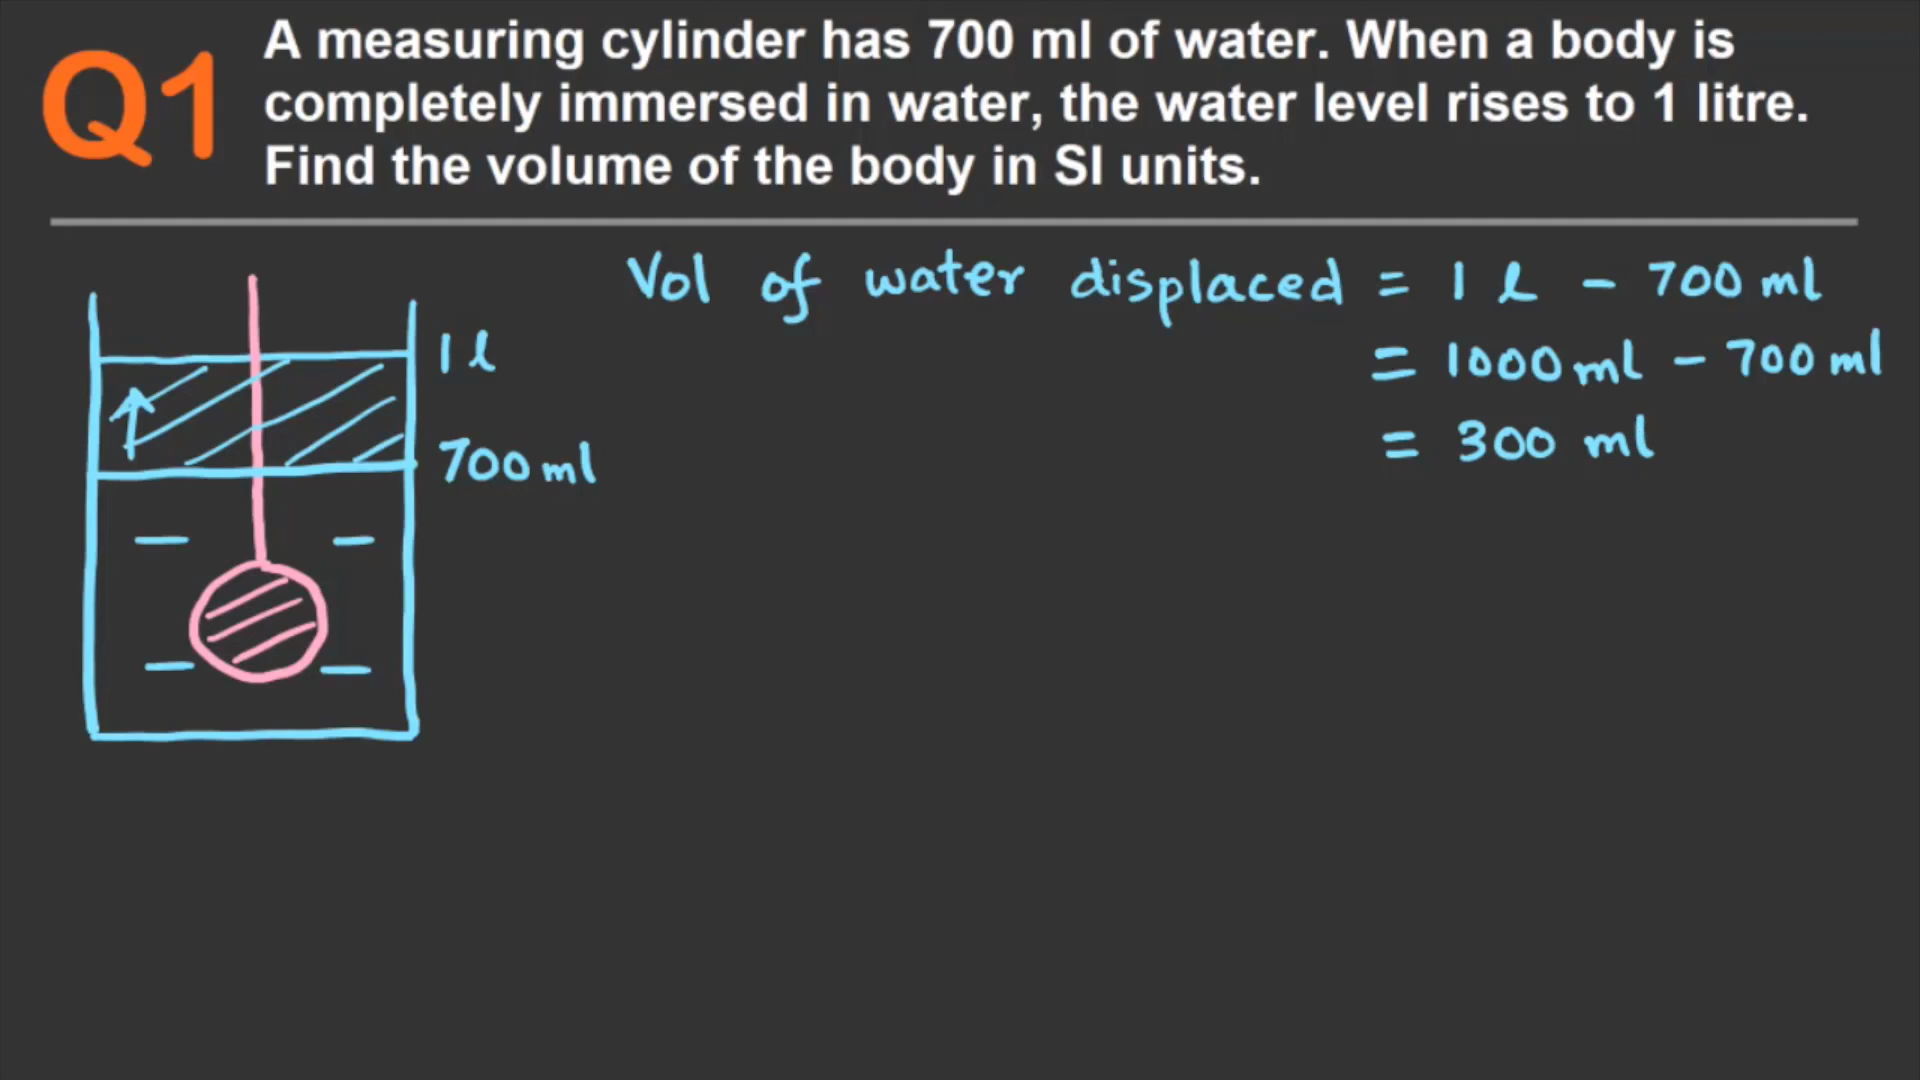 Q1
A measuring cylinder has 700 ml of water. When a body is
completely immersed in water, the water level rises to 1 litre.
Find the volume of the body in SI units.
Vol of water displaced = 1 l - 700 ml
= 1000 ml - 700 ml
= 300 ml
1 l
700 ml